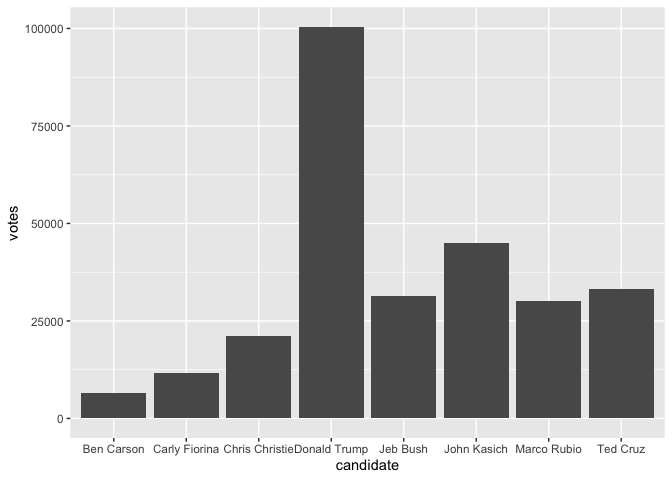 100000
75000
50000
25000
0
votes
Ben Carson Carly Fiorina Chris Christie Donald Trump Jeb Bush John Kasich Marco Rubio Ted Cruz
candidate